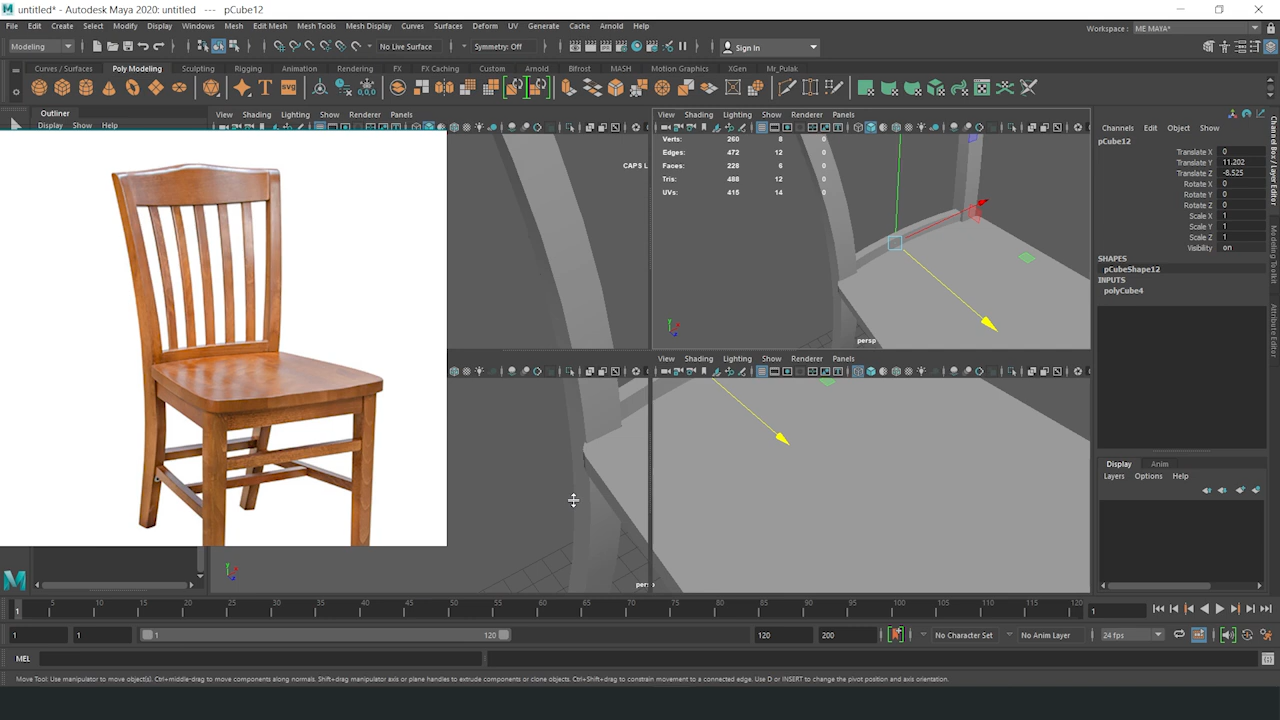 untitled* - Autodesk Maya 2020: untitled --- pCube12
File Edit Create Select Modify Display Windows Mesh Edit Mesh Mesh Tools Mesh Display Curves Surfaces Deform UV Generate Cache Arnold Help
Workspace : ME MAYA*
Modeling
No Live Surface
Symmetry: Off
Sign In
Curves / Surfaces Poly Modeling Sculpting Rigging Animation Rendering FX FX Caching Custom Arnold Bifrost MASH Motion Graphics XGen Mr_Pulak
SVG
Outliner
Display Show Help
View Shading Lighting Show Renderer Panels
View Shading Lighting Show Renderer Panels
CAPS L
Verts: 260 8 0
Edges: 472 12 0
Faces: 228 6 0
Tris: 488 12 0
UVs: 415 14 0
persp
View Shading Lighting Show Renderer Panels
persp
Channels Edit Object Show
pCube12
Translate X 0
Translate Y 11.202
Translate Z -8.525
Rotate X 0
Rotate Y 0
Rotate Z 0
Scale X 1
Scale Y 1
Scale Z 1
Visibility on
SHAPES
pCubeShape12
INPUTS
polyCube4
Display Anim
Layers Options Help
Channel Box / Layer Editor
Modeling Toolkit
Attribute Editor
1 5 10 15 20 25 30 35 40 45 50 55 60 65 70 75 80 85 90 95 100 105 110 115 120
1
1 1 1 120 120 200
No Character Set
No Anim Layer
24 fps
MEL
Move Tool: Use manipulator to move object(s). Ctrl+middle-drag to move components along normals. Shift+drag manipulator axis or plane handles to extrude components or clone objects. Ctrl+Shift+drag to constrain movement to a connected edge. Use D or INSERT to change the pivot position and axis orientation.